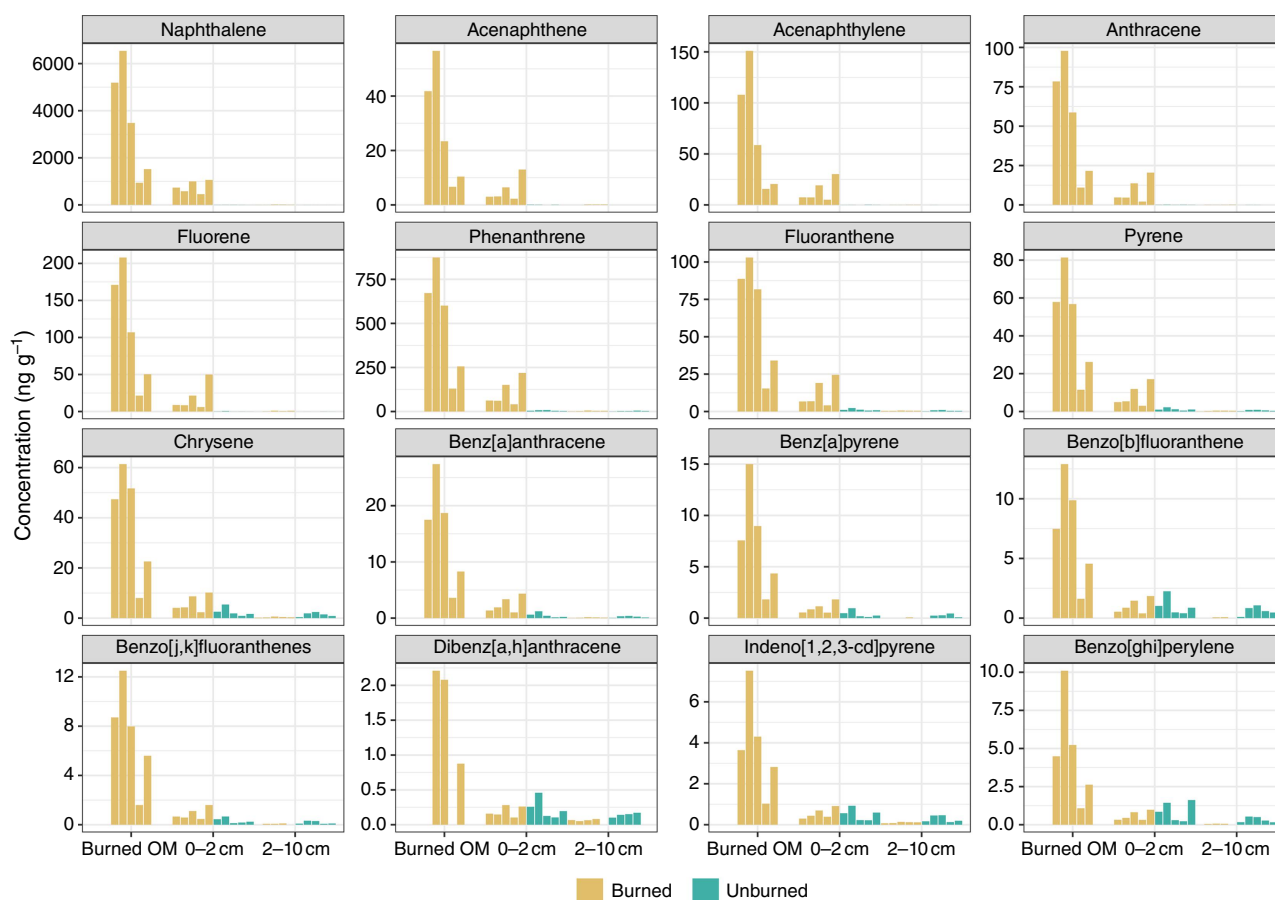 Naphthalene Acenaphthene Acenaphthylene Anthracene
6000 4000 2000 0
40 20 0
150 100 50 0
100 75 50 25 0
Fluorene Phenanthrene Fluoranthene Pyrene
200 150 100 50 0
750 500 250 0
100 75 50 25 0
80 60 40 20 0
Concentration (ng g⁻¹)
Chrysene Benz[a]anthracene Benz[a]pyrene Benzo[b]fluoranthene
60 40 20 0
20 10 0
15 10 5 0
10 5 0
Benzo[j,k]fluoranthenes Dibenz[a,h]anthracene Indeno[1,2,3-cd]pyrene Benzo[ghi]perylene
12 8 4 0
2.0 1.5 1.0 0.5 0.0
6 4 2 0
10.0 7.5 5.0 2.5 0.0
Burned OM 0–2 cm 2–10 cm Burned OM 0–2 cm 2–10 cm Burned OM 0–2 cm 2–10 cm Burned OM 0–2 cm 2–10 cm
Burned Unburned